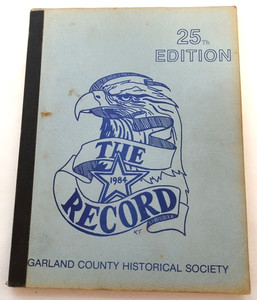 25TH
EDITION
THE
1984
RECORD
GARLAND COUNTY HISTORICAL SOCIETY